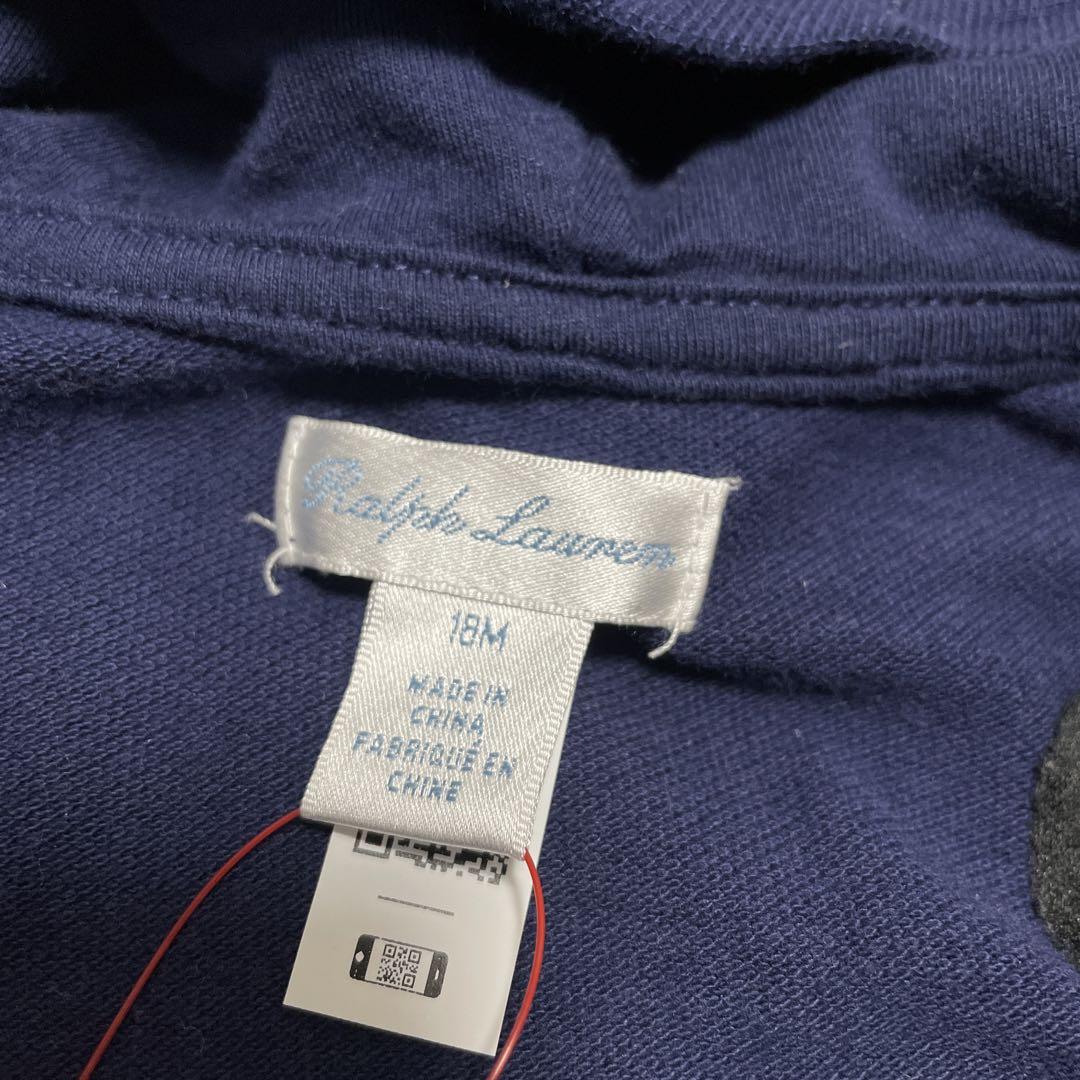 Ralph Lauren
18M
MADE IN
CHINA
FABRIQUÉ EN
CHINE